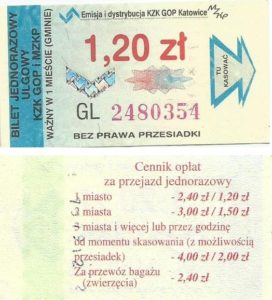 Emisja i dystrybucja KZK GOP Katowice
MZKP
BILET JEDNORAZOWY
ULGOWY
KZK GOP i MZKP
WAŻNY W 1 MIEŚCIE (GMINIE)
1,20 zł
TU
KASOWAĆ
GL 2480354
BEZ PRAWA PRZESIADKI
Cennik opłat
za przejazd jednorazowy
1 miasto - 2,40 zł / 1,20 zł
2 miasta - 3,00 zł / 1,50 zł
3 miasta i więcej lub przez godzinę
od momentu skasowania (z możliwością
przesiadek) - 4,00 zł / 2,00 zł
Za przewóz bagażu
(zwierzęcia) - 2,40 zł